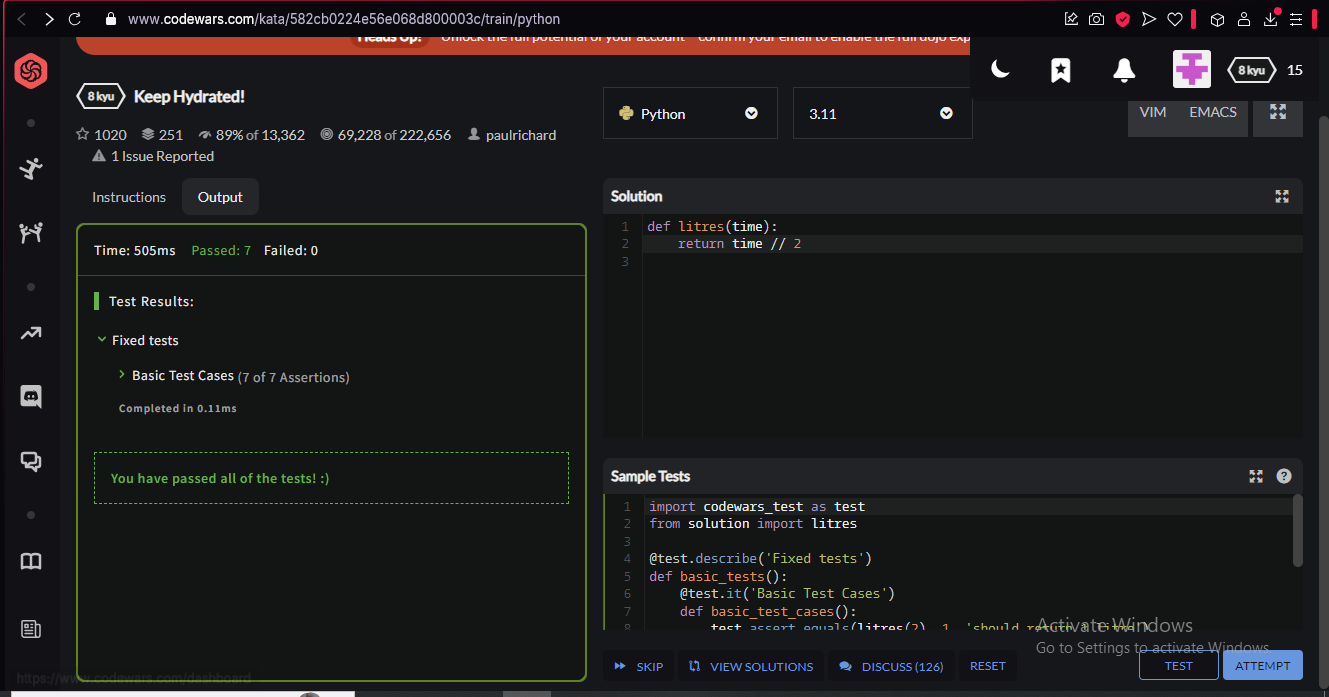 www.codewars.com/kata/582cb0224e56e068d800003c/train/python
Heads Up! Unlock the full potential of your account - confirm your email to enable the full dojo exp
8 kyu 15
8 kyu Keep Hydrated!
1020 251 89% of 13,362 69,228 of 222,656 paulrichard
1 Issue Reported
Python
3.11
VIM EMACS
Instructions Output
Time: 505ms Passed: 7 Failed: 0
Test Results:
Fixed tests
Basic Test Cases (7 of 7 Assertions)
Completed in 0.11ms
You have passed all of the tests! :)
Solution
1 def litres(time):
2 return time // 2
3
Sample Tests
1 import codewars_test as test
2 from solution import litres
3
4 @test.describe('Fixed tests')
5 def basic_tests():
6 @test.it('Basic Test Cases')
7 def basic_test_cases():
8 test.assert_equals(litres(2), 1, 'should return 1 litre')
Activate Windows
Go to Settings to activate Windows.
SKIP VIEW SOLUTIONS DISCUSS (126) RESET TEST ATTEMPT
https://www.codewars.com/dashboard